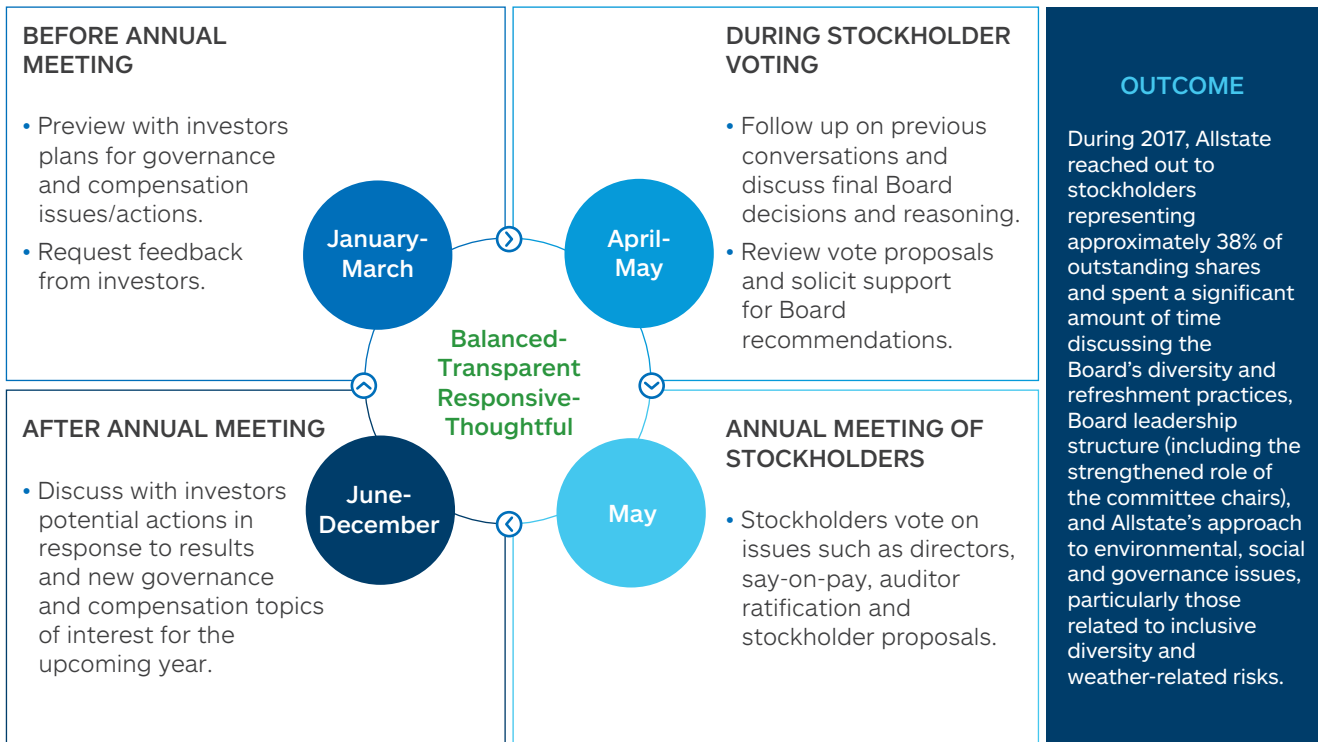 BEFORE ANNUAL
MEETING
• Preview with investors
plans for governance
and compensation
issues/actions.
• Request feedback
from investors.
January-
March
DURING STOCKHOLDER
VOTING
• Follow up on previous
conversations and
discuss final Board
decisions and reasoning.
• Review vote proposals
and solicit support
for Board
recommendations.
April-
May
Balanced-
Transparent
Responsive-
Thoughtful
AFTER ANNUAL MEETING
• Discuss with investors
potential actions in
response to results
and new governance
and compensation topics
of interest for the
upcoming year.
June-
December
May
ANNUAL MEETING OF
STOCKHOLDERS
• Stockholders vote on
issues such as directors,
say-on-pay, auditor
ratification and
stockholder proposals.
OUTCOME
During 2017, Allstate
reached out to
stockholders
representing
approximately 38% of
outstanding shares
and spent a significant
amount of time
discussing the
Board’s diversity and
refreshment practices,
Board leadership
structure (including the
strengthened role of
the committee chairs),
and Allstate’s approach
to environmental, social
and governance issues,
particularly those
related to inclusive
diversity and
weather-related risks.